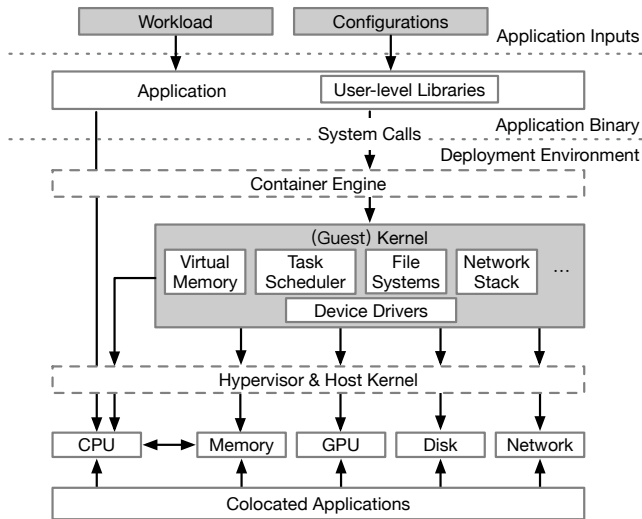 Workload
Configurations
Application Inputs
Application
User-level Libraries
System Calls
Application Binary
Deployment Environment
Container Engine
(Guest) Kernel
Virtual
Memory
Task
Scheduler
File
Systems
Network
Stack
...
Device Drivers
Hypervisor & Host Kernel
CPU
Memory
GPU
Disk
Network
Colocated Applications